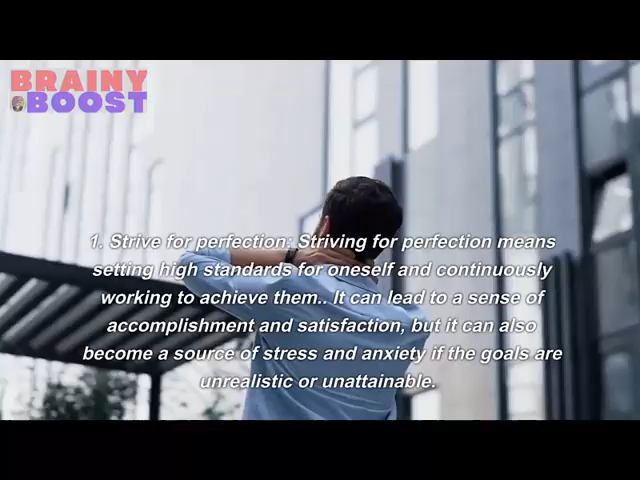 BRAINY
BOOST
1. Strive for perfection: Striving for perfection means
setting high standards for oneself and continuously
working to achieve them.. It can lead to a sense of
accomplishment and satisfaction, but it can also
become a source of stress and anxiety if the goals are
unrealistic or unattainable.